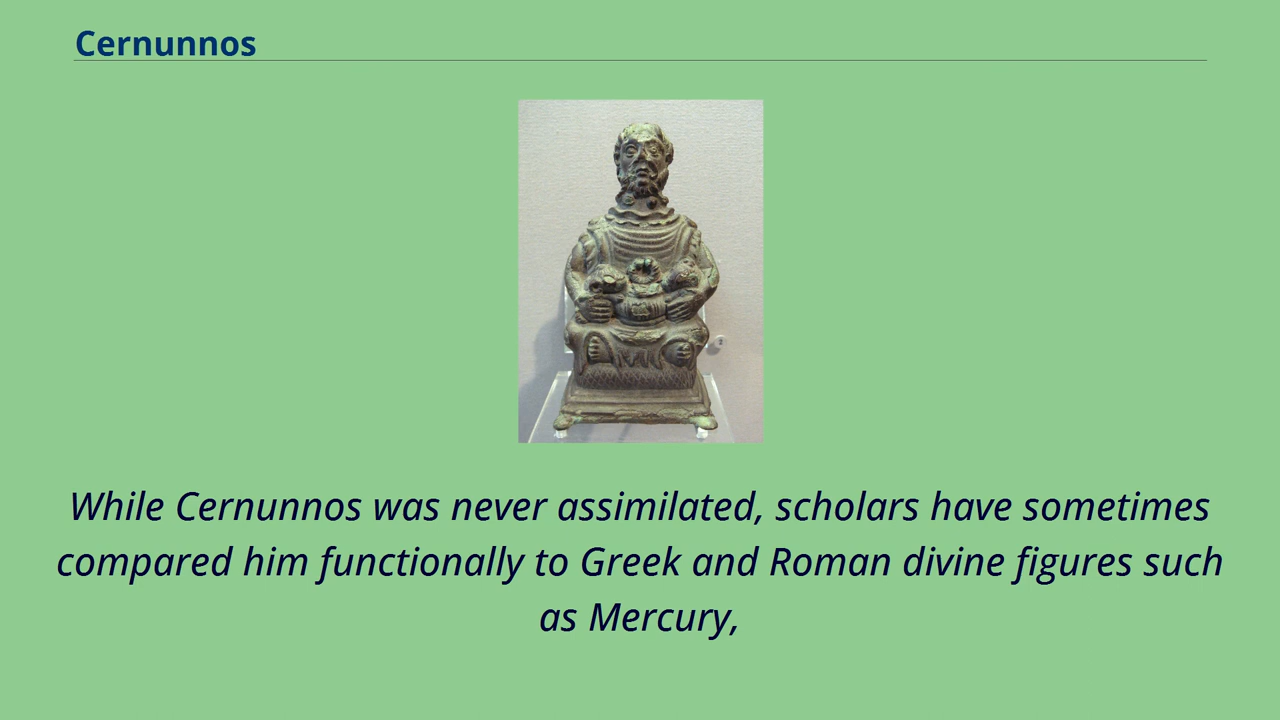 Cernunnos
While Cernunnos was never assimilated, scholars have sometimes
compared him functionally to Greek and Roman divine figures such
as Mercury,